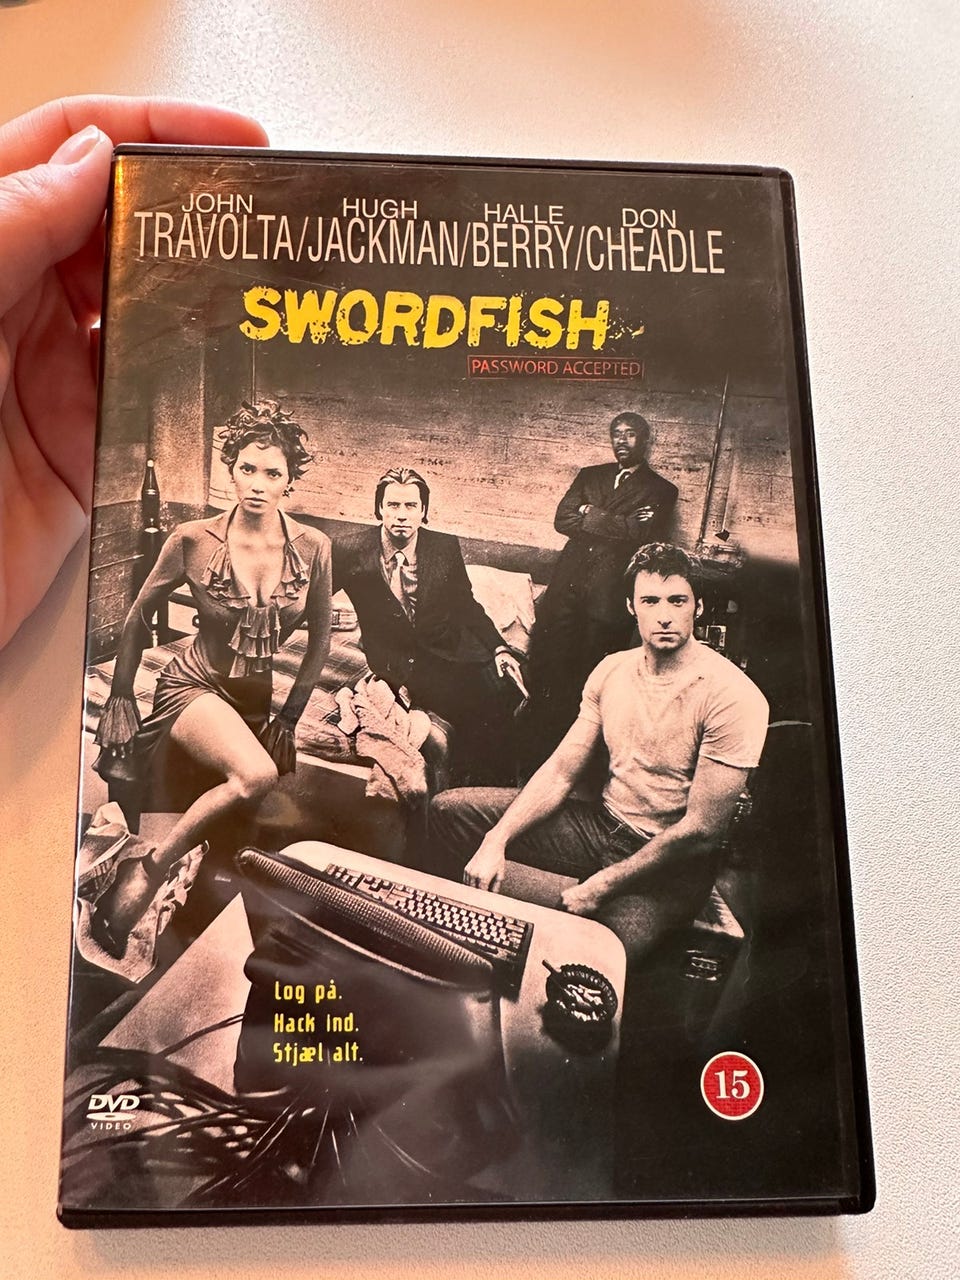 JOHN HUGH HALLE DON
TRAVOLTA/JACKMAN/BERRY/CHEADLE
SWORDFISH
PASSWORD ACCEPTED
Log på.
Hack ind.
Stjæl alt.
15
DVD
VIDEO